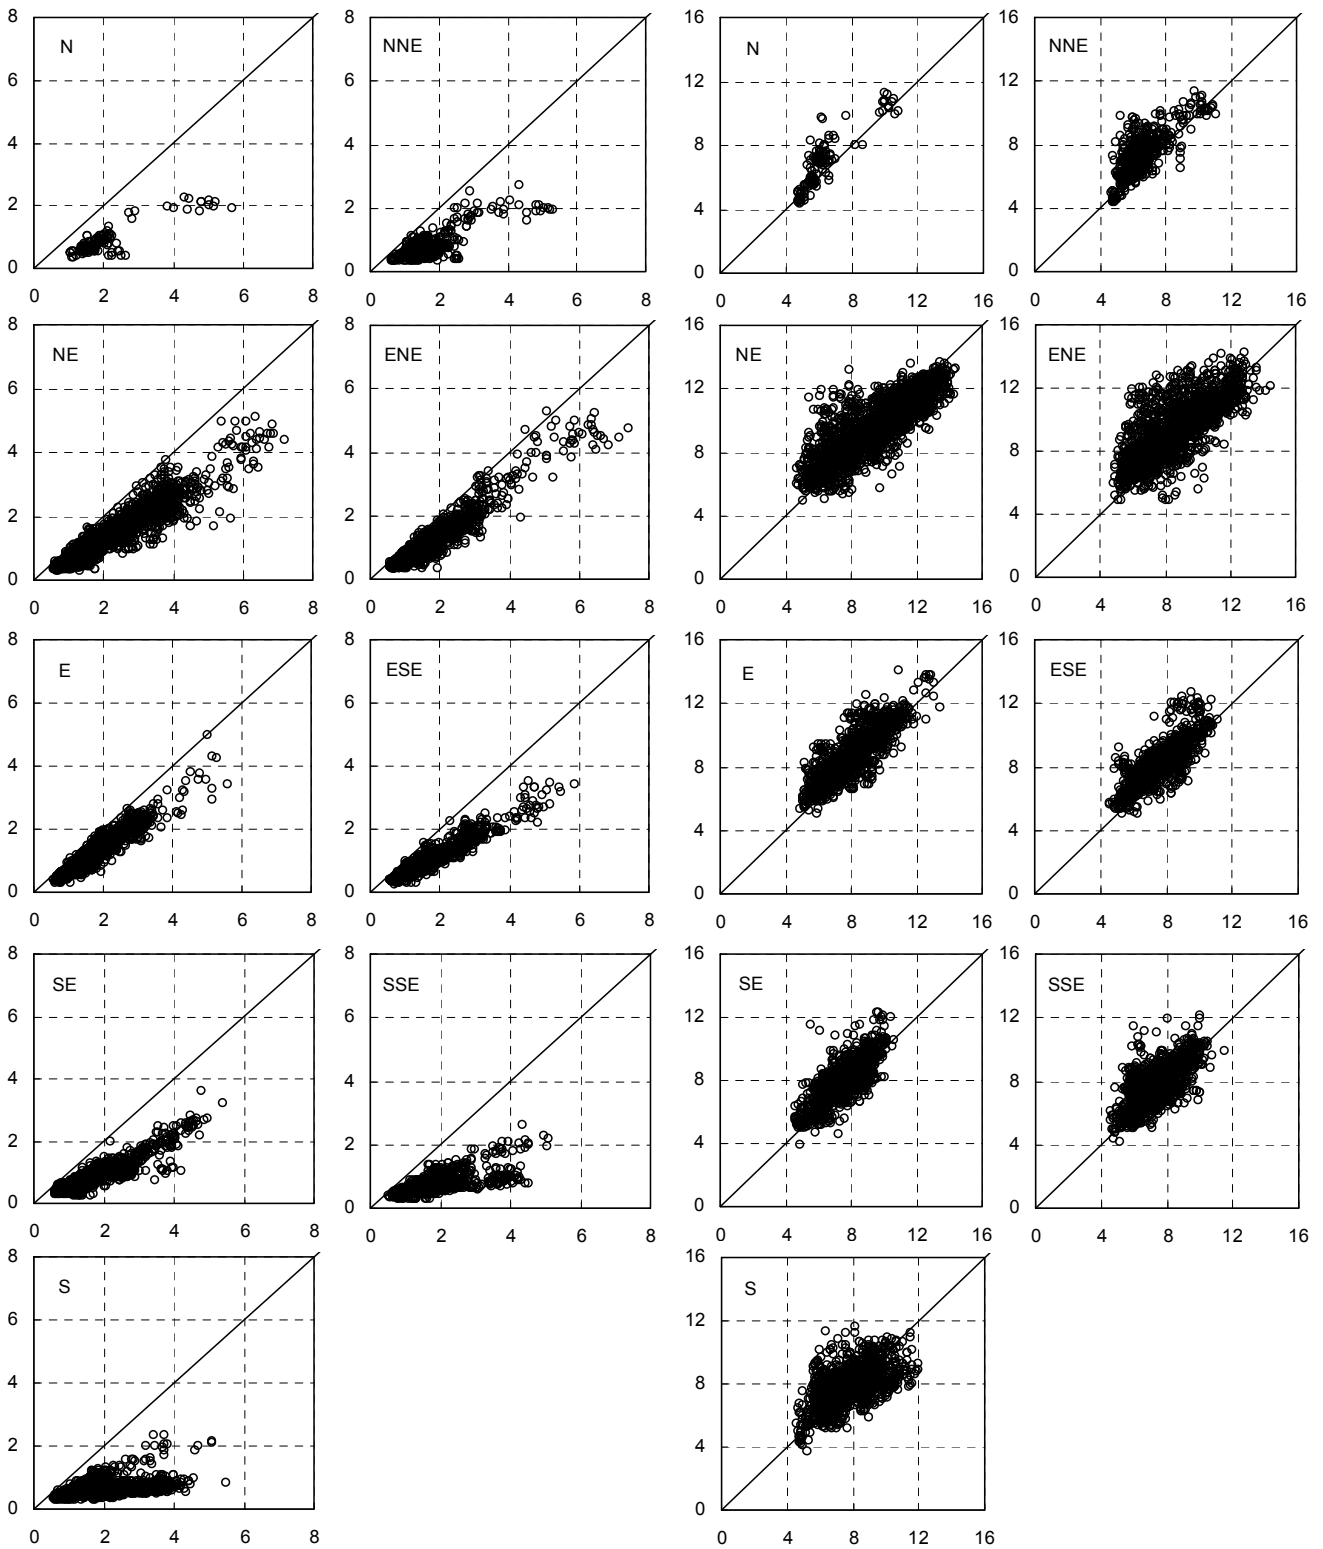 8 8 16 16
N NNE N NNE
6 6 12 12
4 4 8 8
2 2 4 4
0 0 0 0
0 2 4 6 8 0 2 4 6 8 0 4 8 12 16 0 4 8 12 16
8 8 16 16
NE ENE NE ENE
6 6 12 12
4 4 8 8
2 2 4 4
0 0 0 0
0 2 4 6 8 0 2 4 6 8 0 4 8 12 16 0 4 8 12 16
8 8 16 16
E ESE E ESE
6 6 12 12
4 4 8 8
2 2 4 4
0 0 0 0
0 2 4 6 8 0 2 4 6 8 0 4 8 12 16 0 4 8 12 16
8 8 16 16
SE SSE SE SSE
6 6 12 12
4 4 8 8
2 2 4 4
0 0 0 0
0 2 4 6 8 0 2 4 6 8 0 4 8 12 16 0 4 8 12 16
8 16
S S
6 12
4 8
2 4
0 0
0 2 4 6 8 0 4 8 12 16